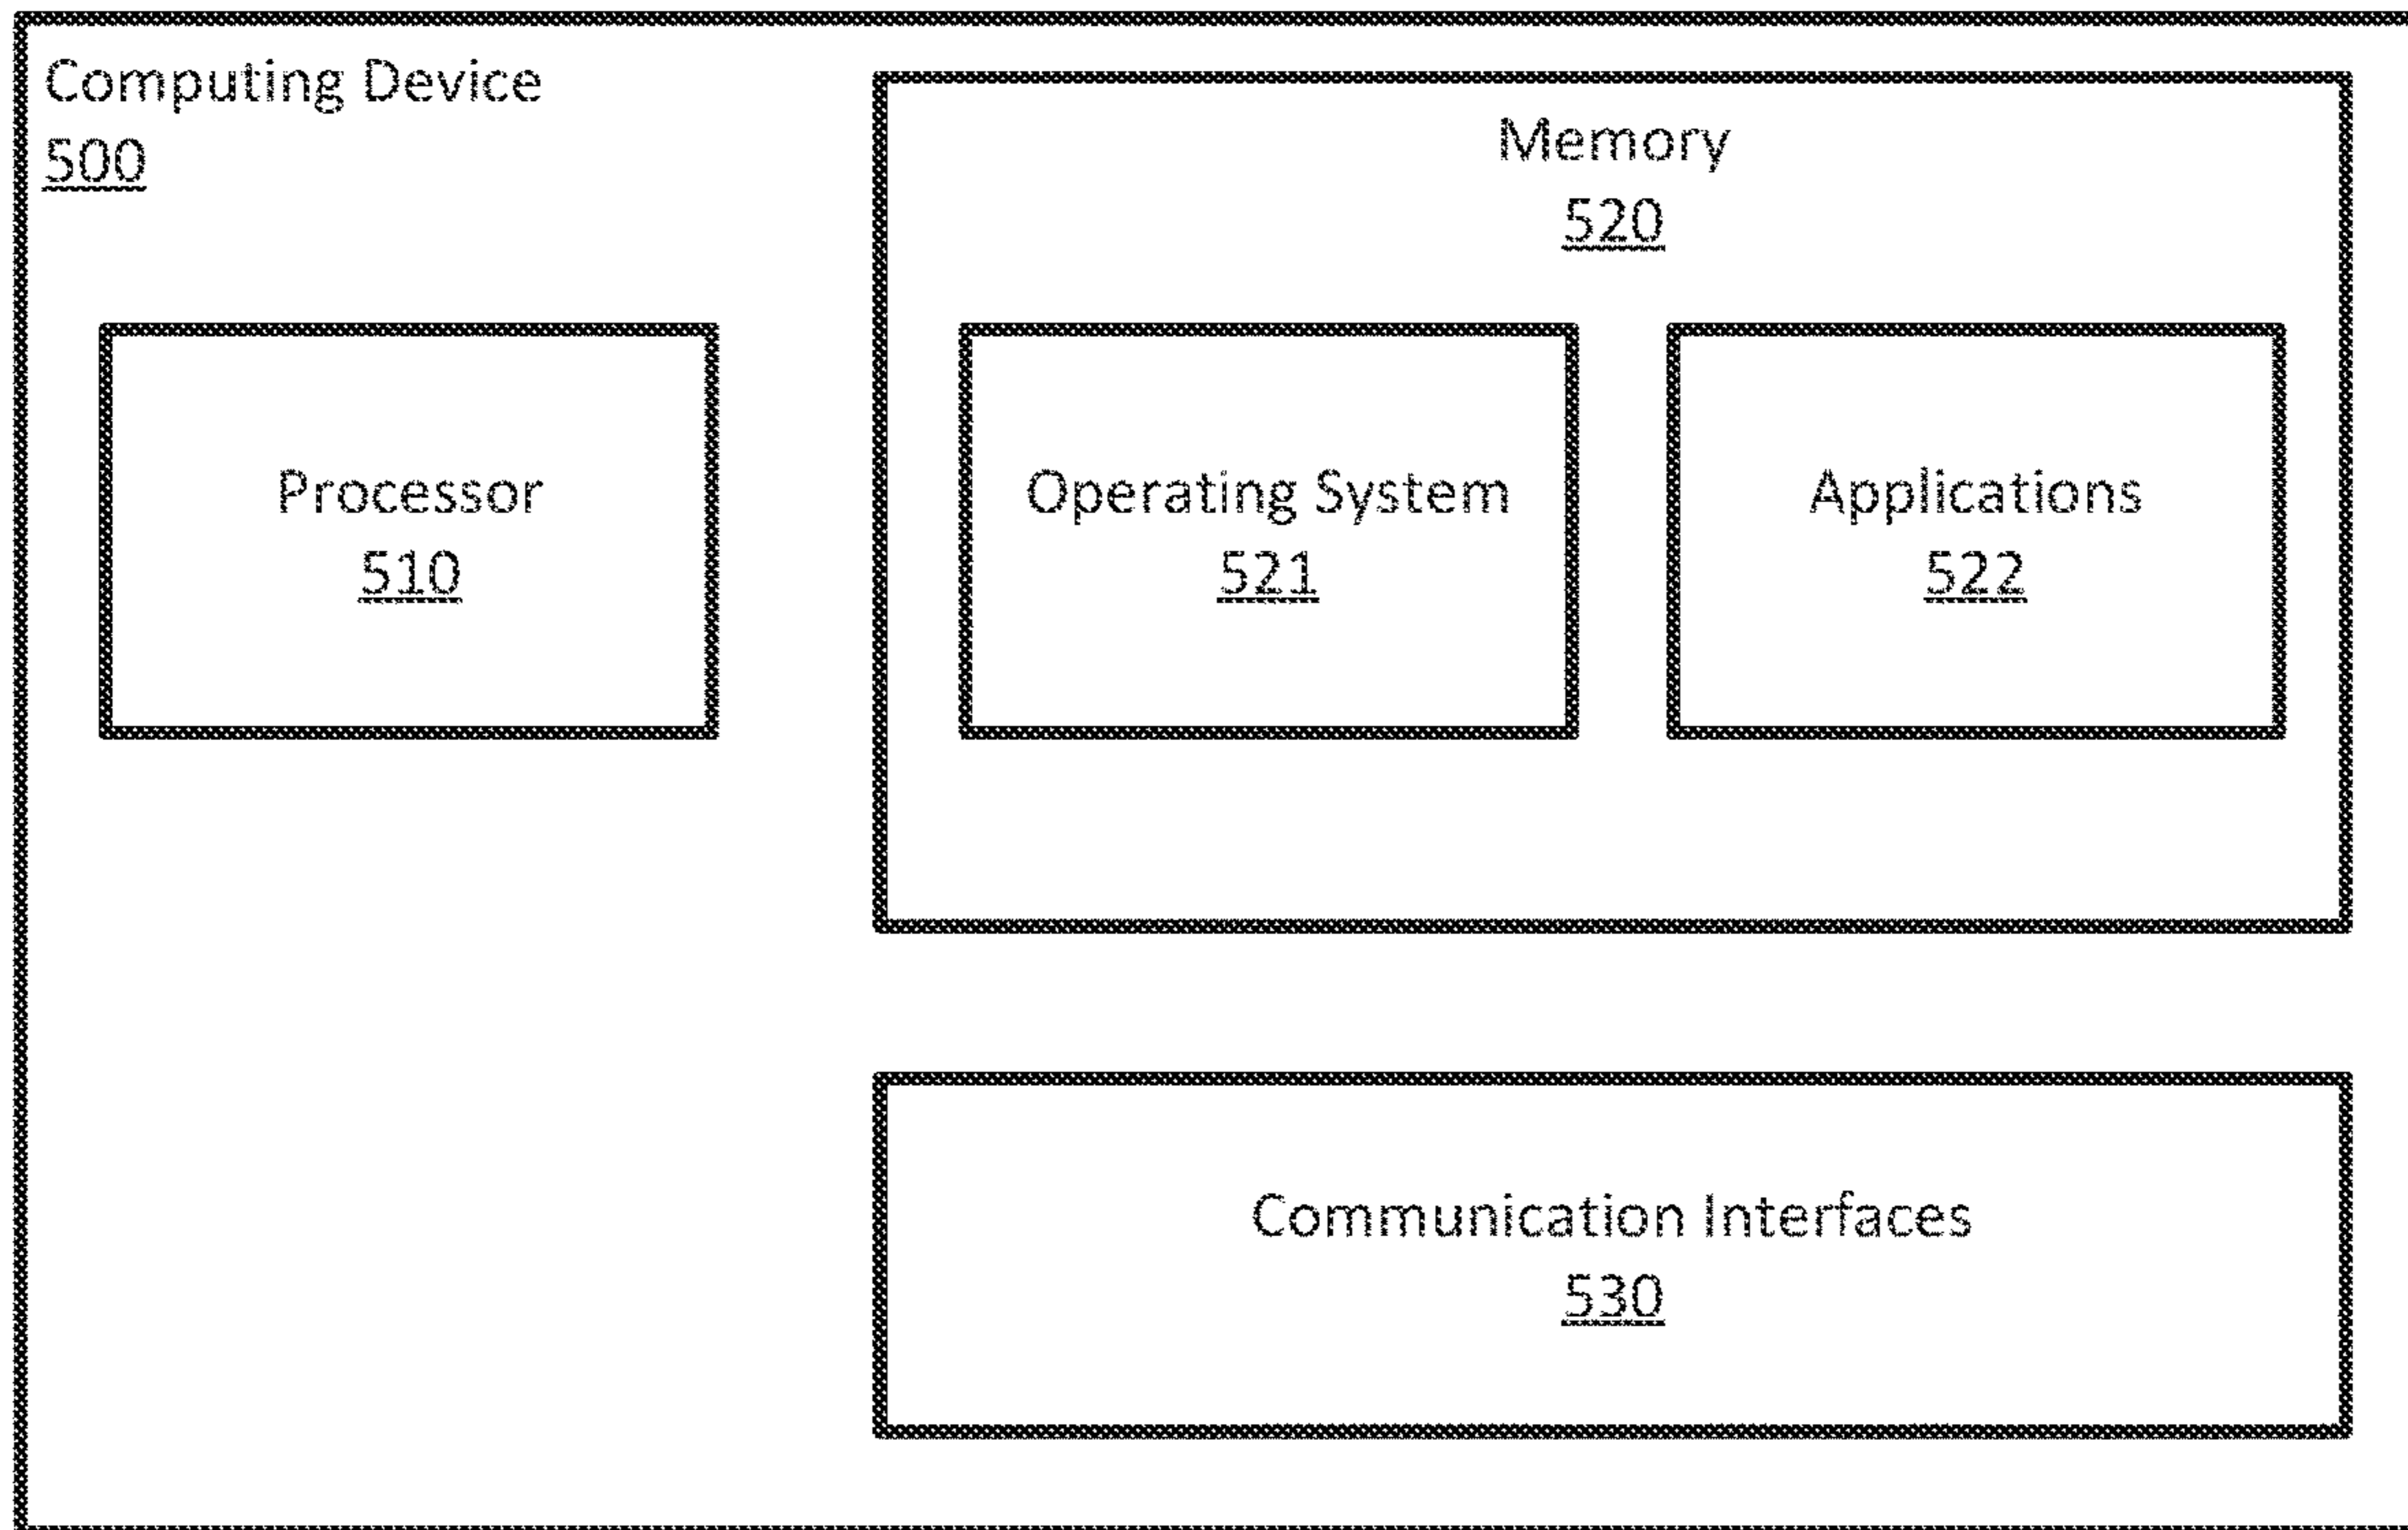 Computing Device
500
Memory
520
Processor
510
Operating System
521
Applications
522
Communication Interfaces
530